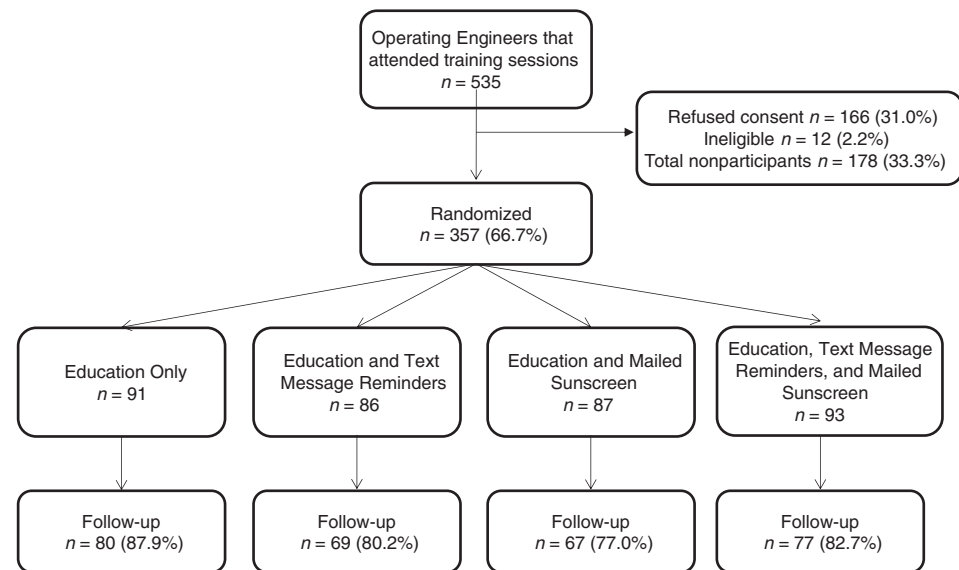 Operating Engineers that
attended training sessions
n = 535
Refused consent n = 166 (31.0%)
Ineligible n = 12 (2.2%)
Total nonparticipants n = 178 (33.3%)
Randomized
n = 357 (66.7%)
Education Only
n = 91
Education and Text
Message Reminders
n = 86
Education and Mailed
Sunscreen
n = 87
Education, Text Message
Reminders, and Mailed
Sunscreen
n = 93
Follow-up
n = 80 (87.9%)
Follow-up
n = 69 (80.2%)
Follow-up
n = 67 (77.0%)
Follow-up
n = 77 (82.7%)